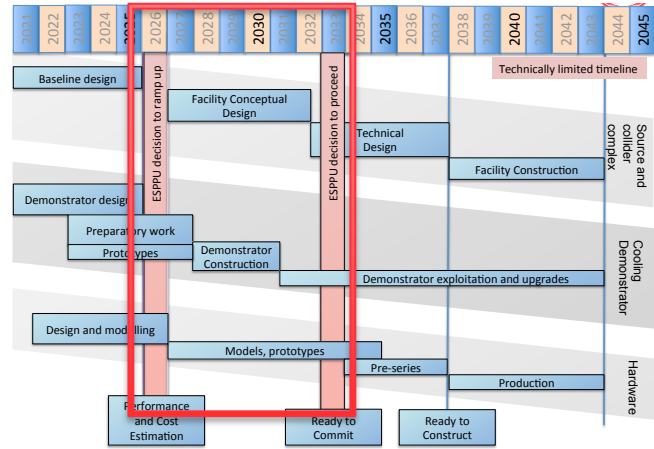 2021 2022 2023 2024 2025 2026 2027 2028 2029 2030 2031 2032 2033 2034 2035 2036 2037 2038 2039 2040 2041 2042 2043 2044 2045
Technically limited timeline
Baseline design
ESPPU decision to ramp up
Facility Conceptual
Design
ESPPU decision to proceed
Technical
Design
Facility Construction
Source and
collider
complex
Demonstrator design
Preparatory work
Prototypes
Demonstrator
Construction
Demonstrator exploitation and upgrades
Cooling
Demonstrator
Design and modelling
Models, prototypes
Pre-series
Production
Hardware
Performance
and Cost
Estimation
Ready to
Commit
Ready to
Construct